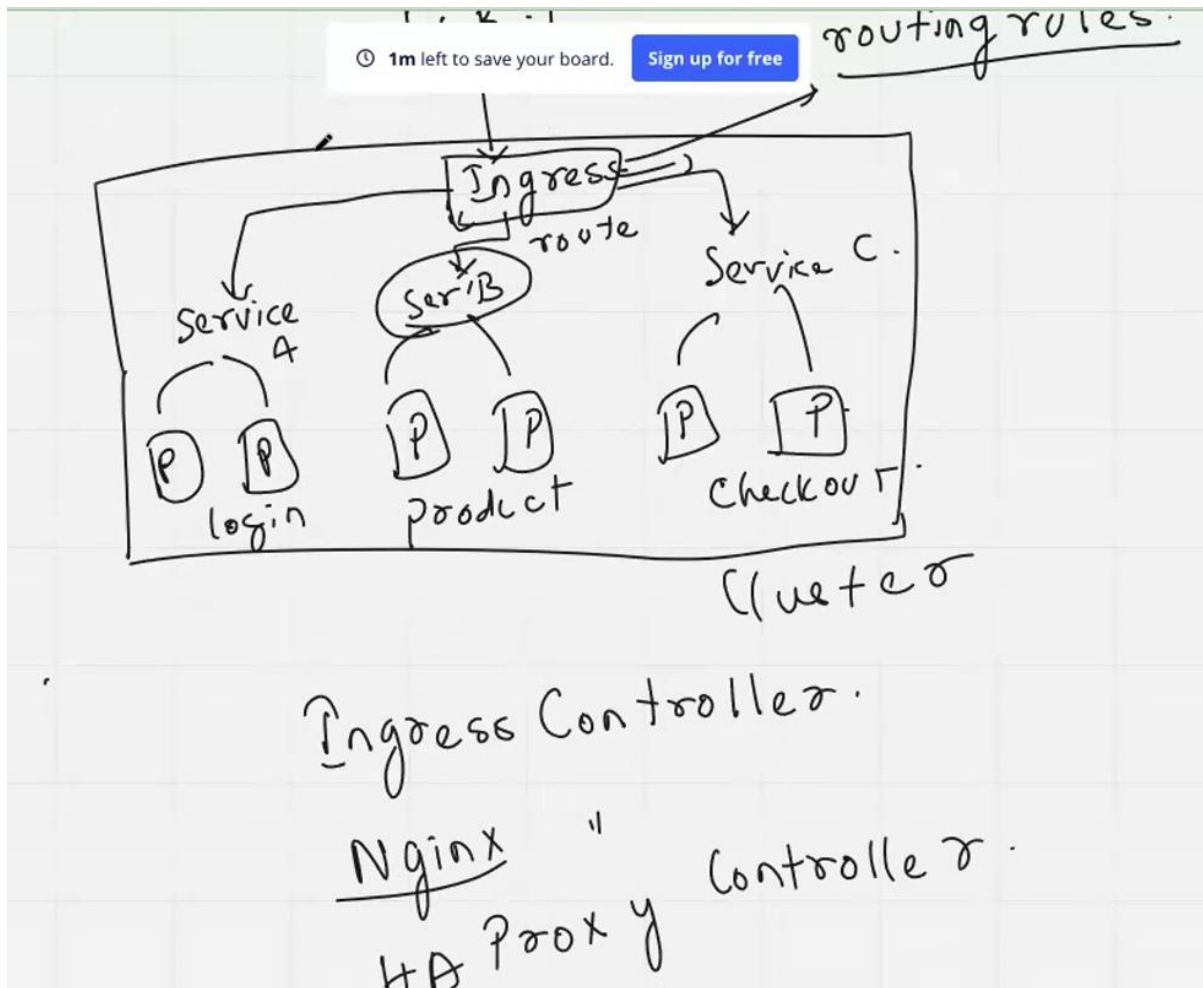 routing rules.
1m left to save your board. Sign up for free
Ingress
route
Service C.
Ser'B
Service
A
P P P P P P
login product Checkout.
Cluster
Ingress Controller.
Nginx " Controller.
HA Proxy